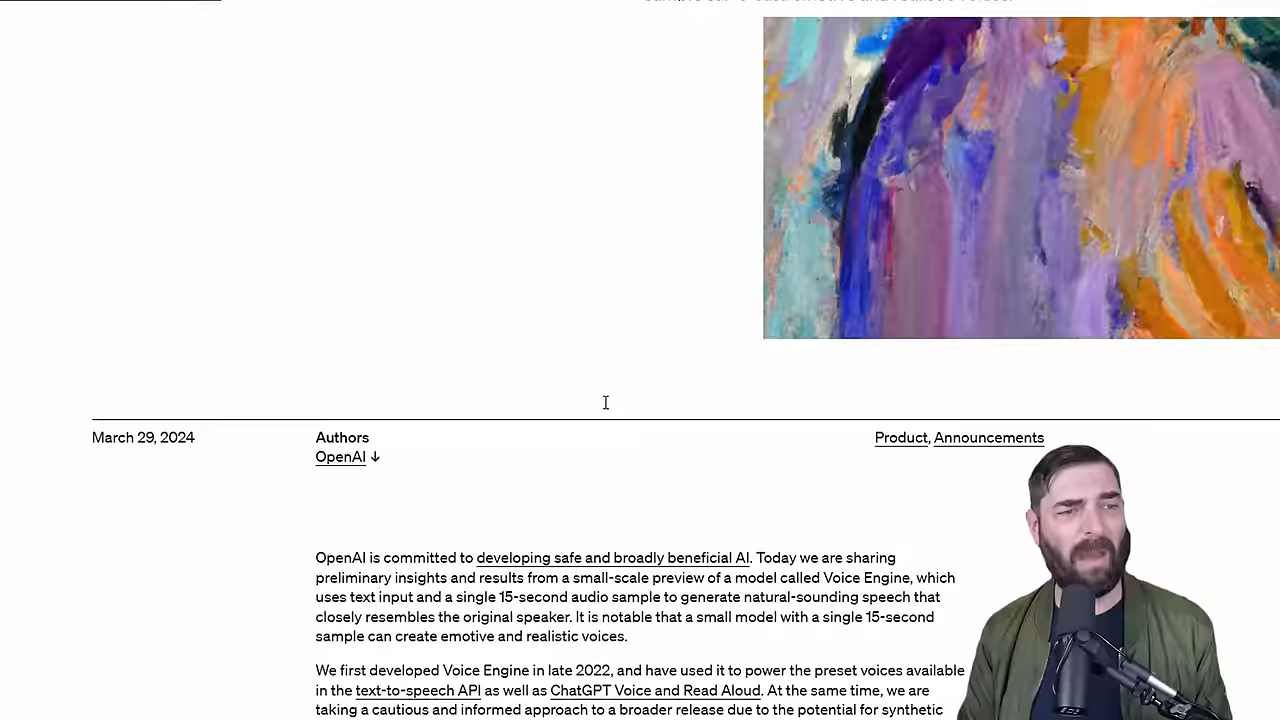 March 29, 2024
Authors
OpenAI ↓
Product, Announcements
OpenAI is committed to developing safe and broadly beneficial AI. Today we are sharing
preliminary insights and results from a small-scale preview of a model called Voice Engine, which
uses text input and a single 15-second audio sample to generate natural-sounding speech that
closely resembles the original speaker. It is notable that a small model with a single 15-second
sample can create emotive and realistic voices.
We first developed Voice Engine in late 2022, and have used it to power the preset voices available
in the text-to-speech API as well as ChatGPT Voice and Read Aloud. At the same time, we are
taking a cautious and informed approach to a broader release due to the potential for synthetic